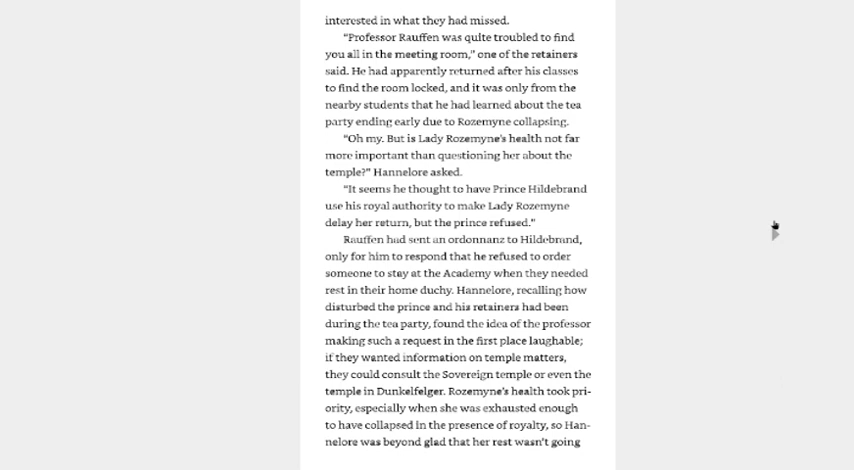 interested in what they had missed.
“Professor Rauffen was quite troubled to find
you all in the meeting room,” one of the retainers
said. He had apparently returned after his classes
to find the room locked, and it was only from the
nearby students that he had learned about the tea
party ending early due to Rozemyne collapsing.
“Oh my. But is Lady Rozemyne’s health not far
more important than questioning her about the
temple?” Hannelore asked.
“It seems he thought to have Prince Hildebrand
use his royal authority to make Lady Rozemyne
delay her return, but the prince refused.”
Rauffen had sent an ordonnanz to Hildebrand,
only for him to respond that he refused to order
someone to stay at the Academy when they needed
rest in their home duchy. Hannelore, recalling how
disturbed the prince and his retainers had been
during the tea party, found the idea of the professor
making such a request in the first place laughable;
if they wanted information on temple matters,
they could consult the Sovereign temple or even the
temple in Dunkelfelger. Rozemyne’s health took pri-
ority, especially when she was exhausted enough
to have collapsed in the presence of royalty, so Han-
nelore was beyond glad that her rest wasn’t going